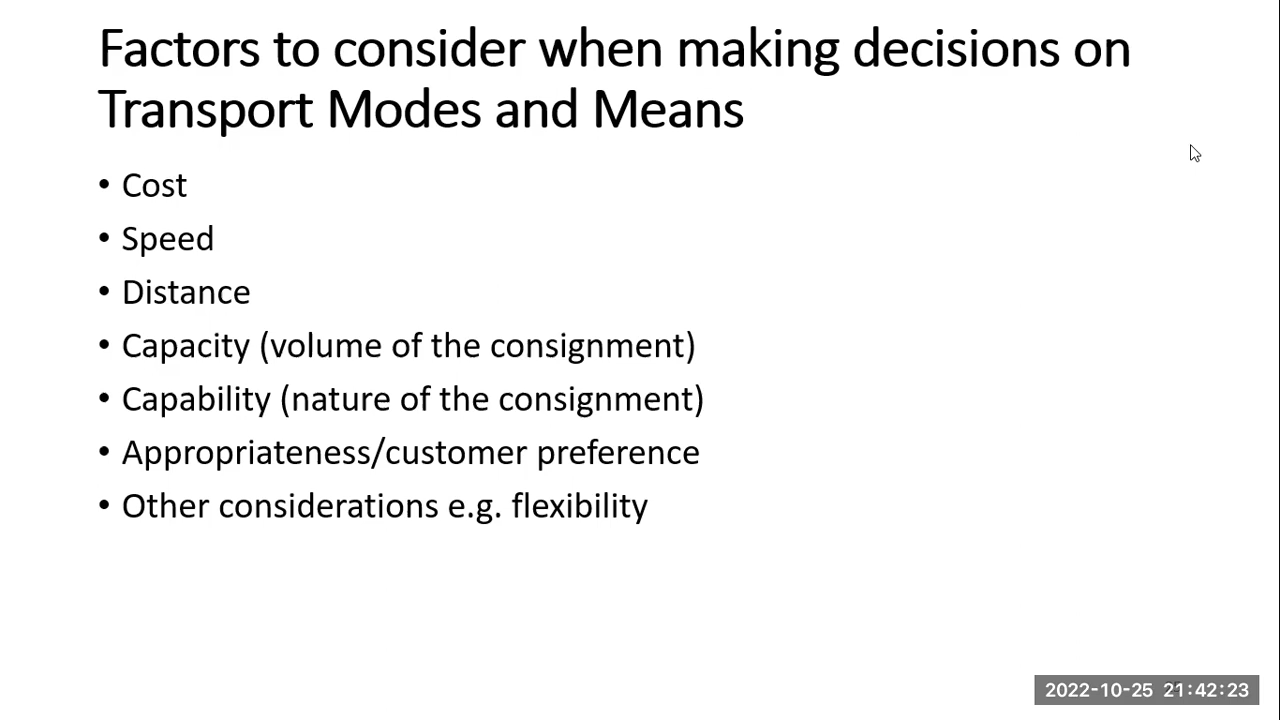 Factors to consider when making decisions on
Transport Modes and Means
• Cost
• Speed
• Distance
• Capacity (volume of the consignment)
• Capability (nature of the consignment)
• Appropriateness/customer preference
• Other considerations e.g. flexibility
2022-10-25 21:42:23